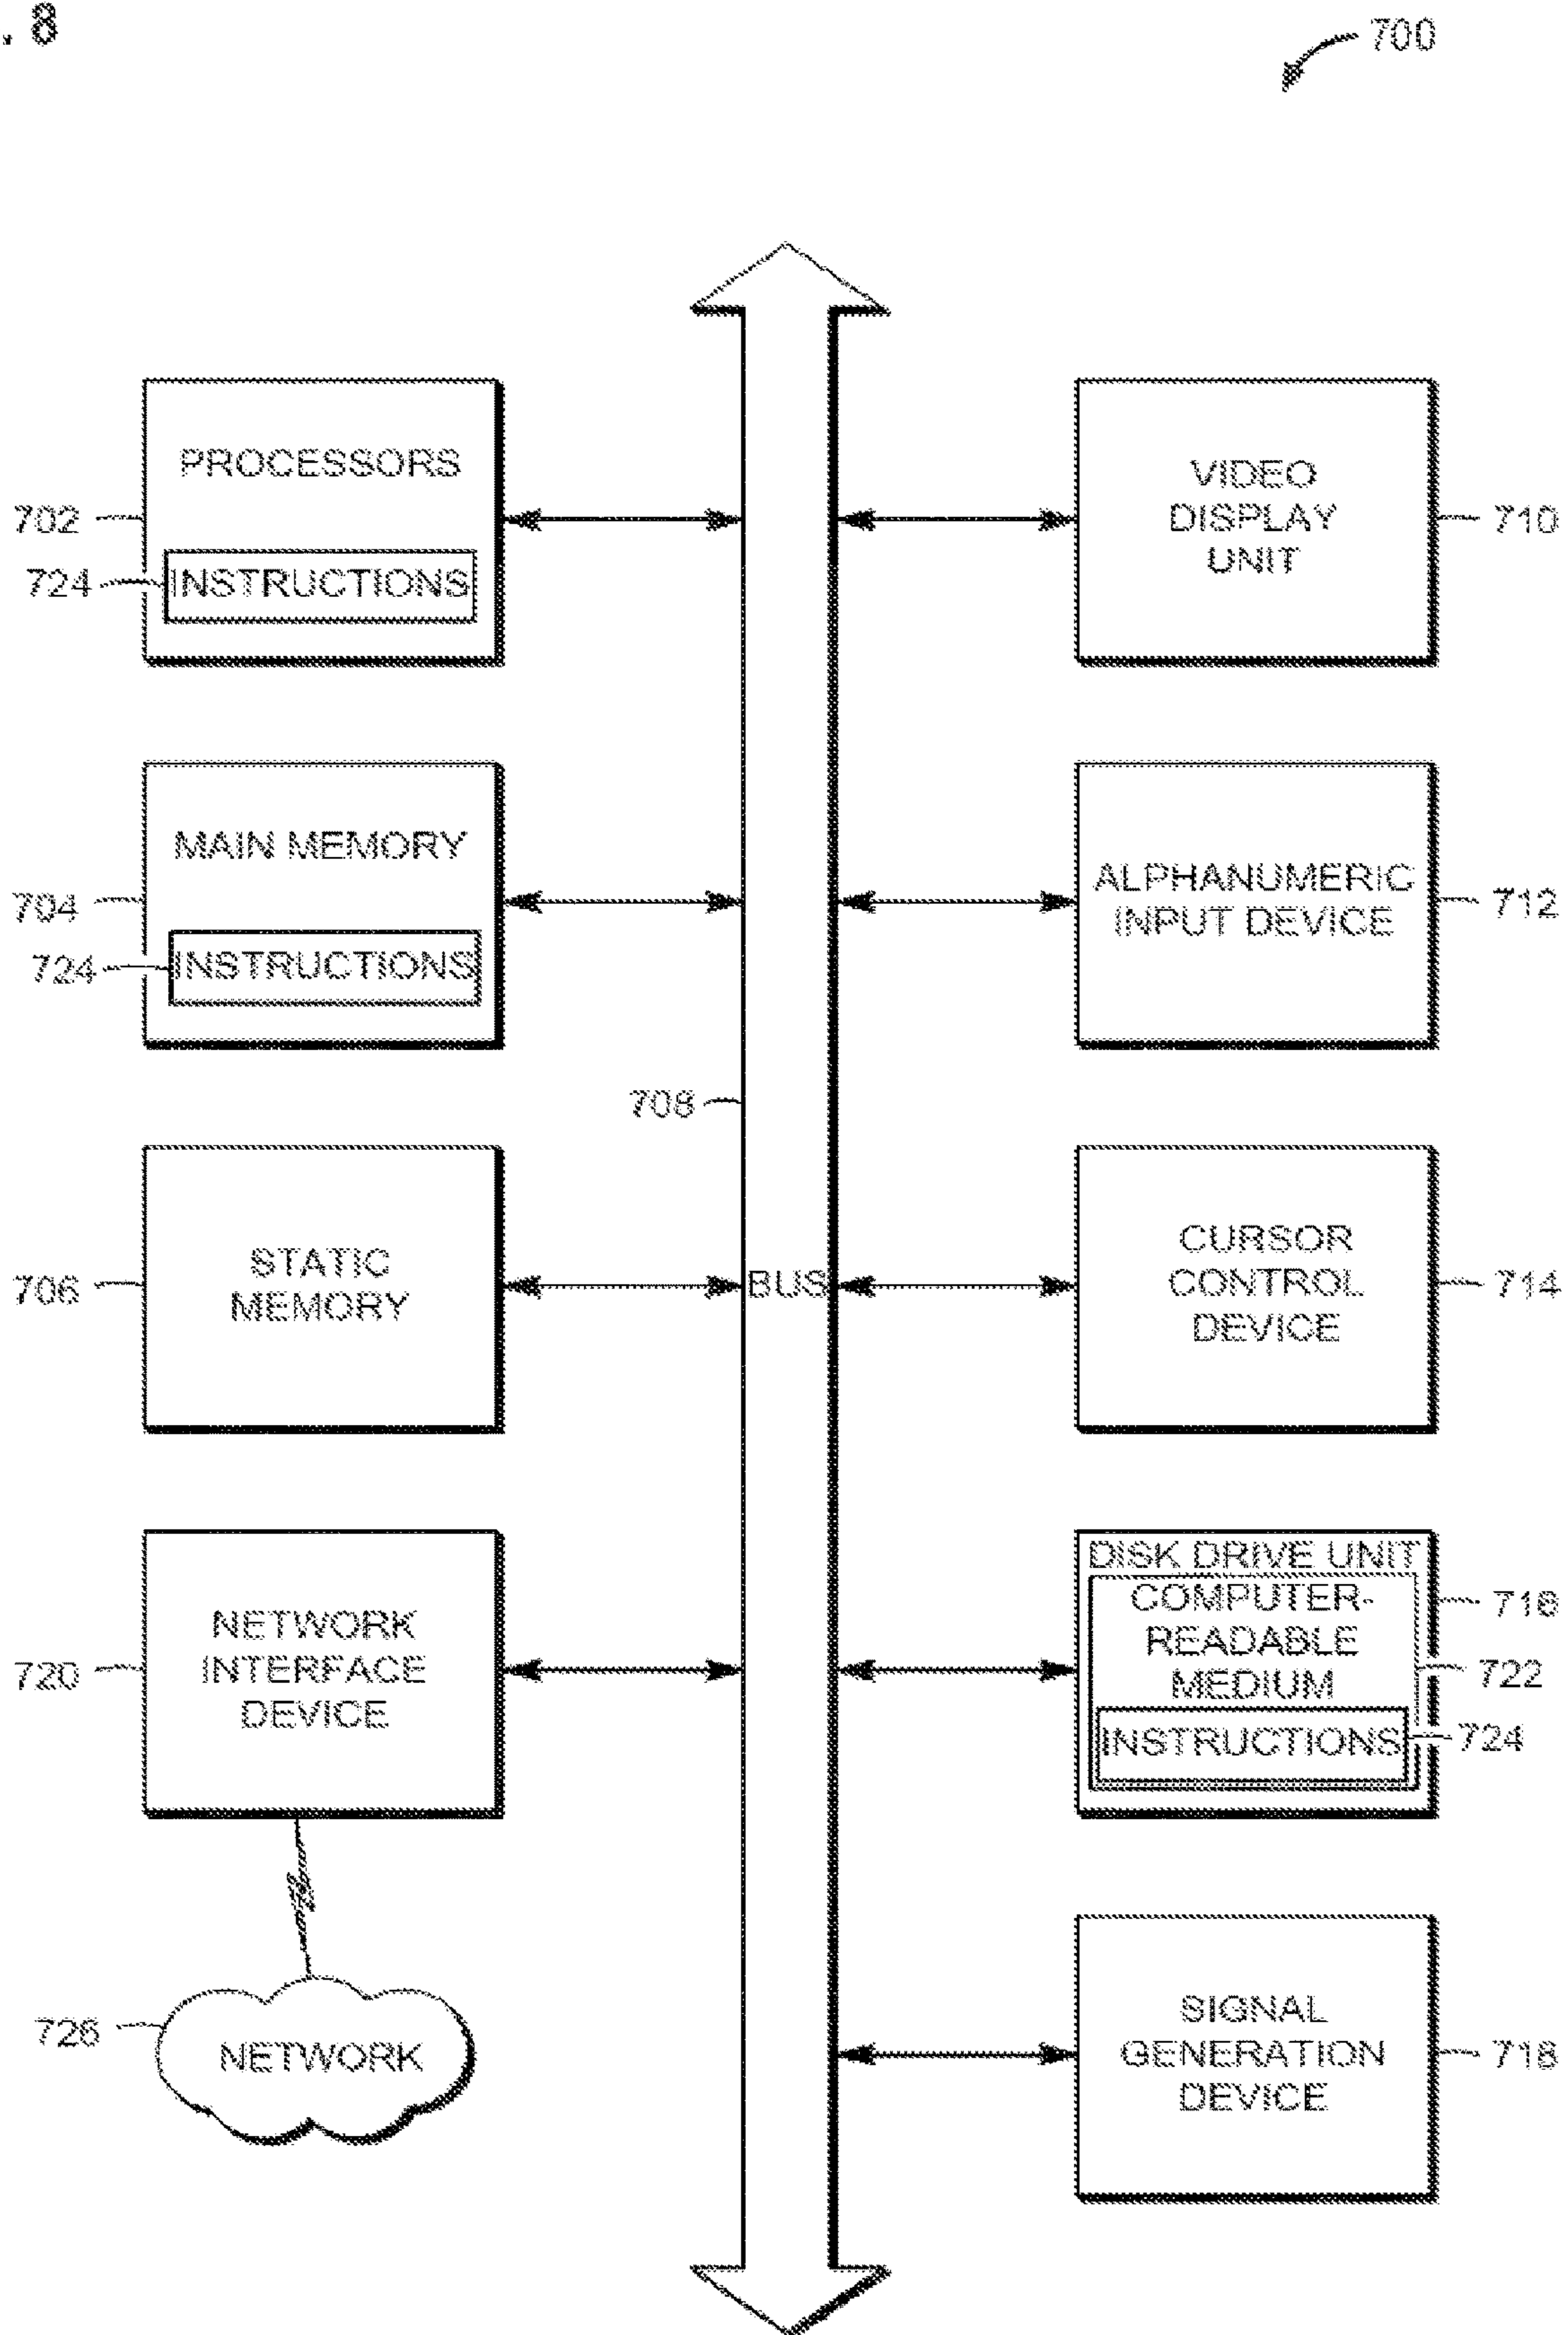 . 8
700
PROCESSORS
702
724
INSTRUCTIONS
VIDEO
DISPLAY
UNIT
710
MAIN MEMORY
704
724
INSTRUCTIONS
ALPHANUMERIC
INPUT DEVICE
712
708
STATIC
MEMORY
706
BUS
CURSOR
CONTROL
DEVICE
714
NETWORK
INTERFACE
DEVICE
720
DISK DRIVE UNIT
COMPUTER-
READABLE
MEDIUM
INSTRUCTIONS
716
722
724
726
NETWORK
SIGNAL
GENERATION
DEVICE
718